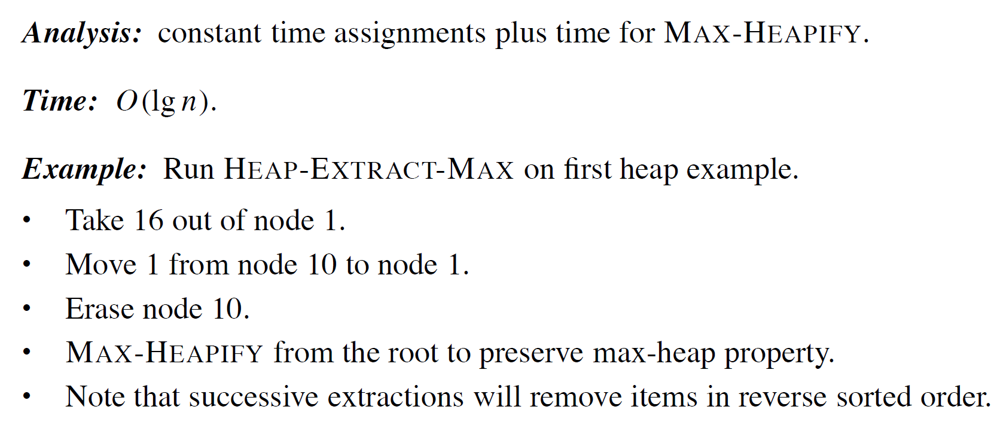 Analysis: constant time assignments plus time for MAX-HEAPIFY.
Time: O(lg n).
Example: Run HEAP-EXTRACT-MAX on first heap example.
• Take 16 out of node 1.
• Move 1 from node 10 to node 1.
• Erase node 10.
• MAX-HEAPIFY from the root to preserve max-heap property.
• Note that successive extractions will remove items in reverse sorted order.